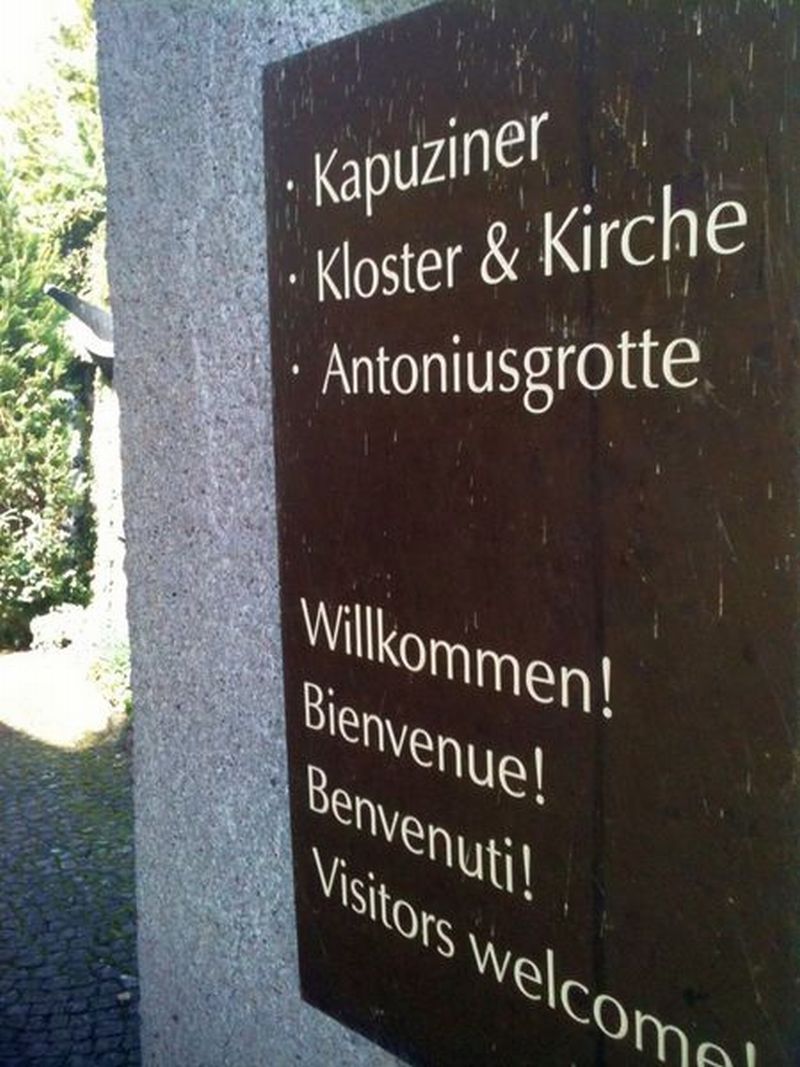 · Kapuziner
· Kloster & Kirche
· Antoniusgrotte
Willkommen!
Bienvenue!
Benvenuti!
Visitors welcome!